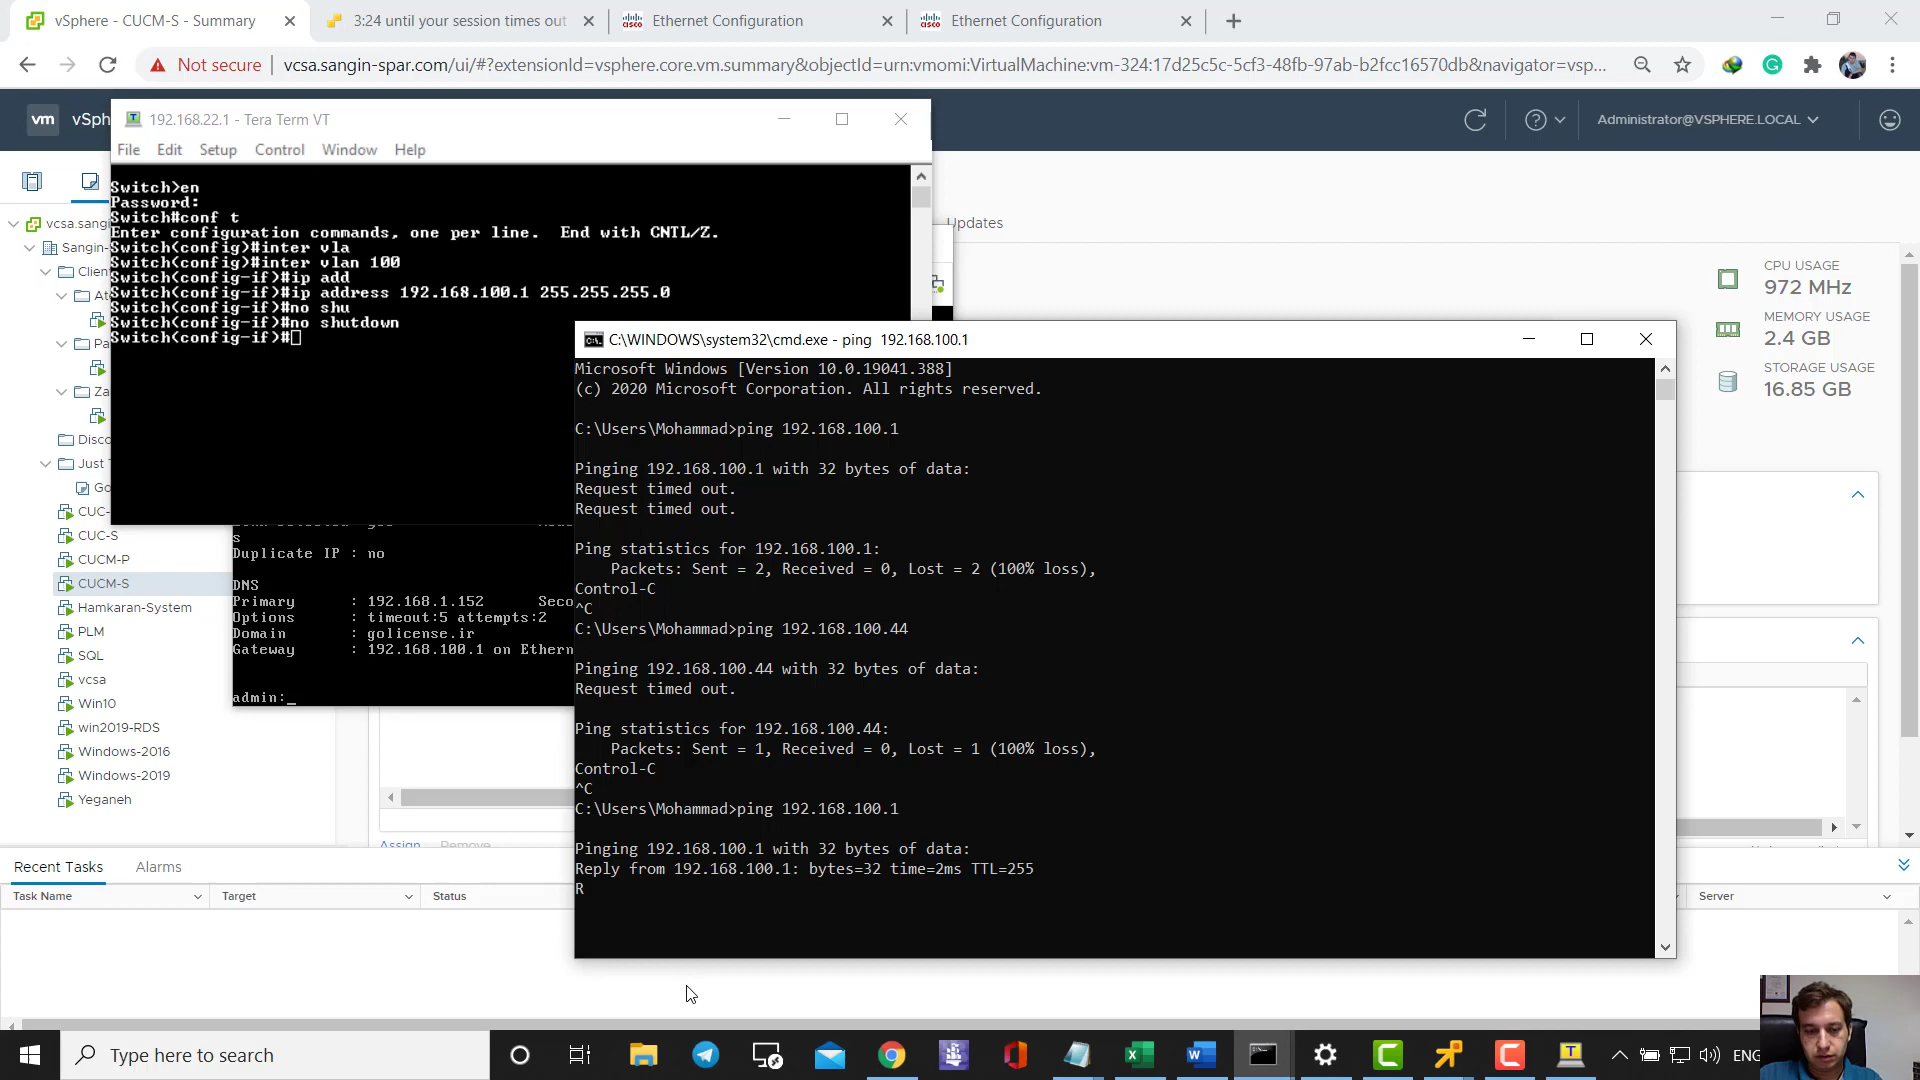 vSphere - CUCM-S - Summary
3:24 until your session times out
Ethernet Configuration
Ethernet Configuration
Not secure
vcsa.sangin-spar.com/ui/#?extensionId=vsphere.core.vm.summary&objectId=urn:vmomi:VirtualMachine:vm-324:17d25c5c-5cf3-48fb-97ab-b2fcc16570db&navigator=vsp...
vm
vSph
Administrator@VSPHERE.LOCAL
192.168.22.1 - Tera Term VT
File Edit Setup Control Window Help
Switch>en
Password:
Switch#conf t
Enter configuration commands, one per line.  End with CNTL/Z.
Switch(config)#inter vla
Switch(config)#inter vlan 100
Switch(config-if)#ip add
Switch(config-if)#ip address 192.168.100.1 255.255.255.0
Switch(config-if)#no shu
Switch(config-if)#no shutdown
Switch(config-if)#
vcsa.sang
Sangin-
Clien
At
Pa
Za
Disco
Just
Go
CUC-
CUC-S
CUCM-P
CUCM-S
Hamkaran-System
PLM
SQL
vcsa
Win10
win2019-RDS
Windows-2016
Windows-2019
Yeganeh
Updates
CPU USAGE
972 MHz
MEMORY USAGE
2.4 GB
STORAGE USAGE
16.85 GB
s
Duplicate IP : no
DNS
Primary : 192.168.1.152 Seco
Options : timeout:5 attempts:2
Domain : golicense.ir
Gateway : 192.168.100.1 on Ethern
admin:_
C:\WINDOWS\system32\cmd.exe - ping  192.168.100.1
Microsoft Windows [Version 10.0.19041.388]
(c) 2020 Microsoft Corporation. All rights reserved.
C:\Users\Mohammad>ping 192.168.100.1
Pinging 192.168.100.1 with 32 bytes of data:
Request timed out.
Request timed out.
Ping statistics for 192.168.100.1:
Packets: Sent = 2, Received = 0, Lost = 2 (100% loss),
Control-C
^C
C:\Users\Mohammad>ping 192.168.100.44
Pinging 192.168.100.44 with 32 bytes of data:
Request timed out.
Ping statistics for 192.168.100.44:
Packets: Sent = 1, Received = 0, Lost = 1 (100% loss),
Control-C
^C
C:\Users\Mohammad>ping 192.168.100.1
Pinging 192.168.100.1 with 32 bytes of data:
Reply from 192.168.100.1: bytes=32 time=2ms TTL=255
R
Assign Remove
Recent Tasks Alarms
Task Name Target Status Server
Type here to search
ENG